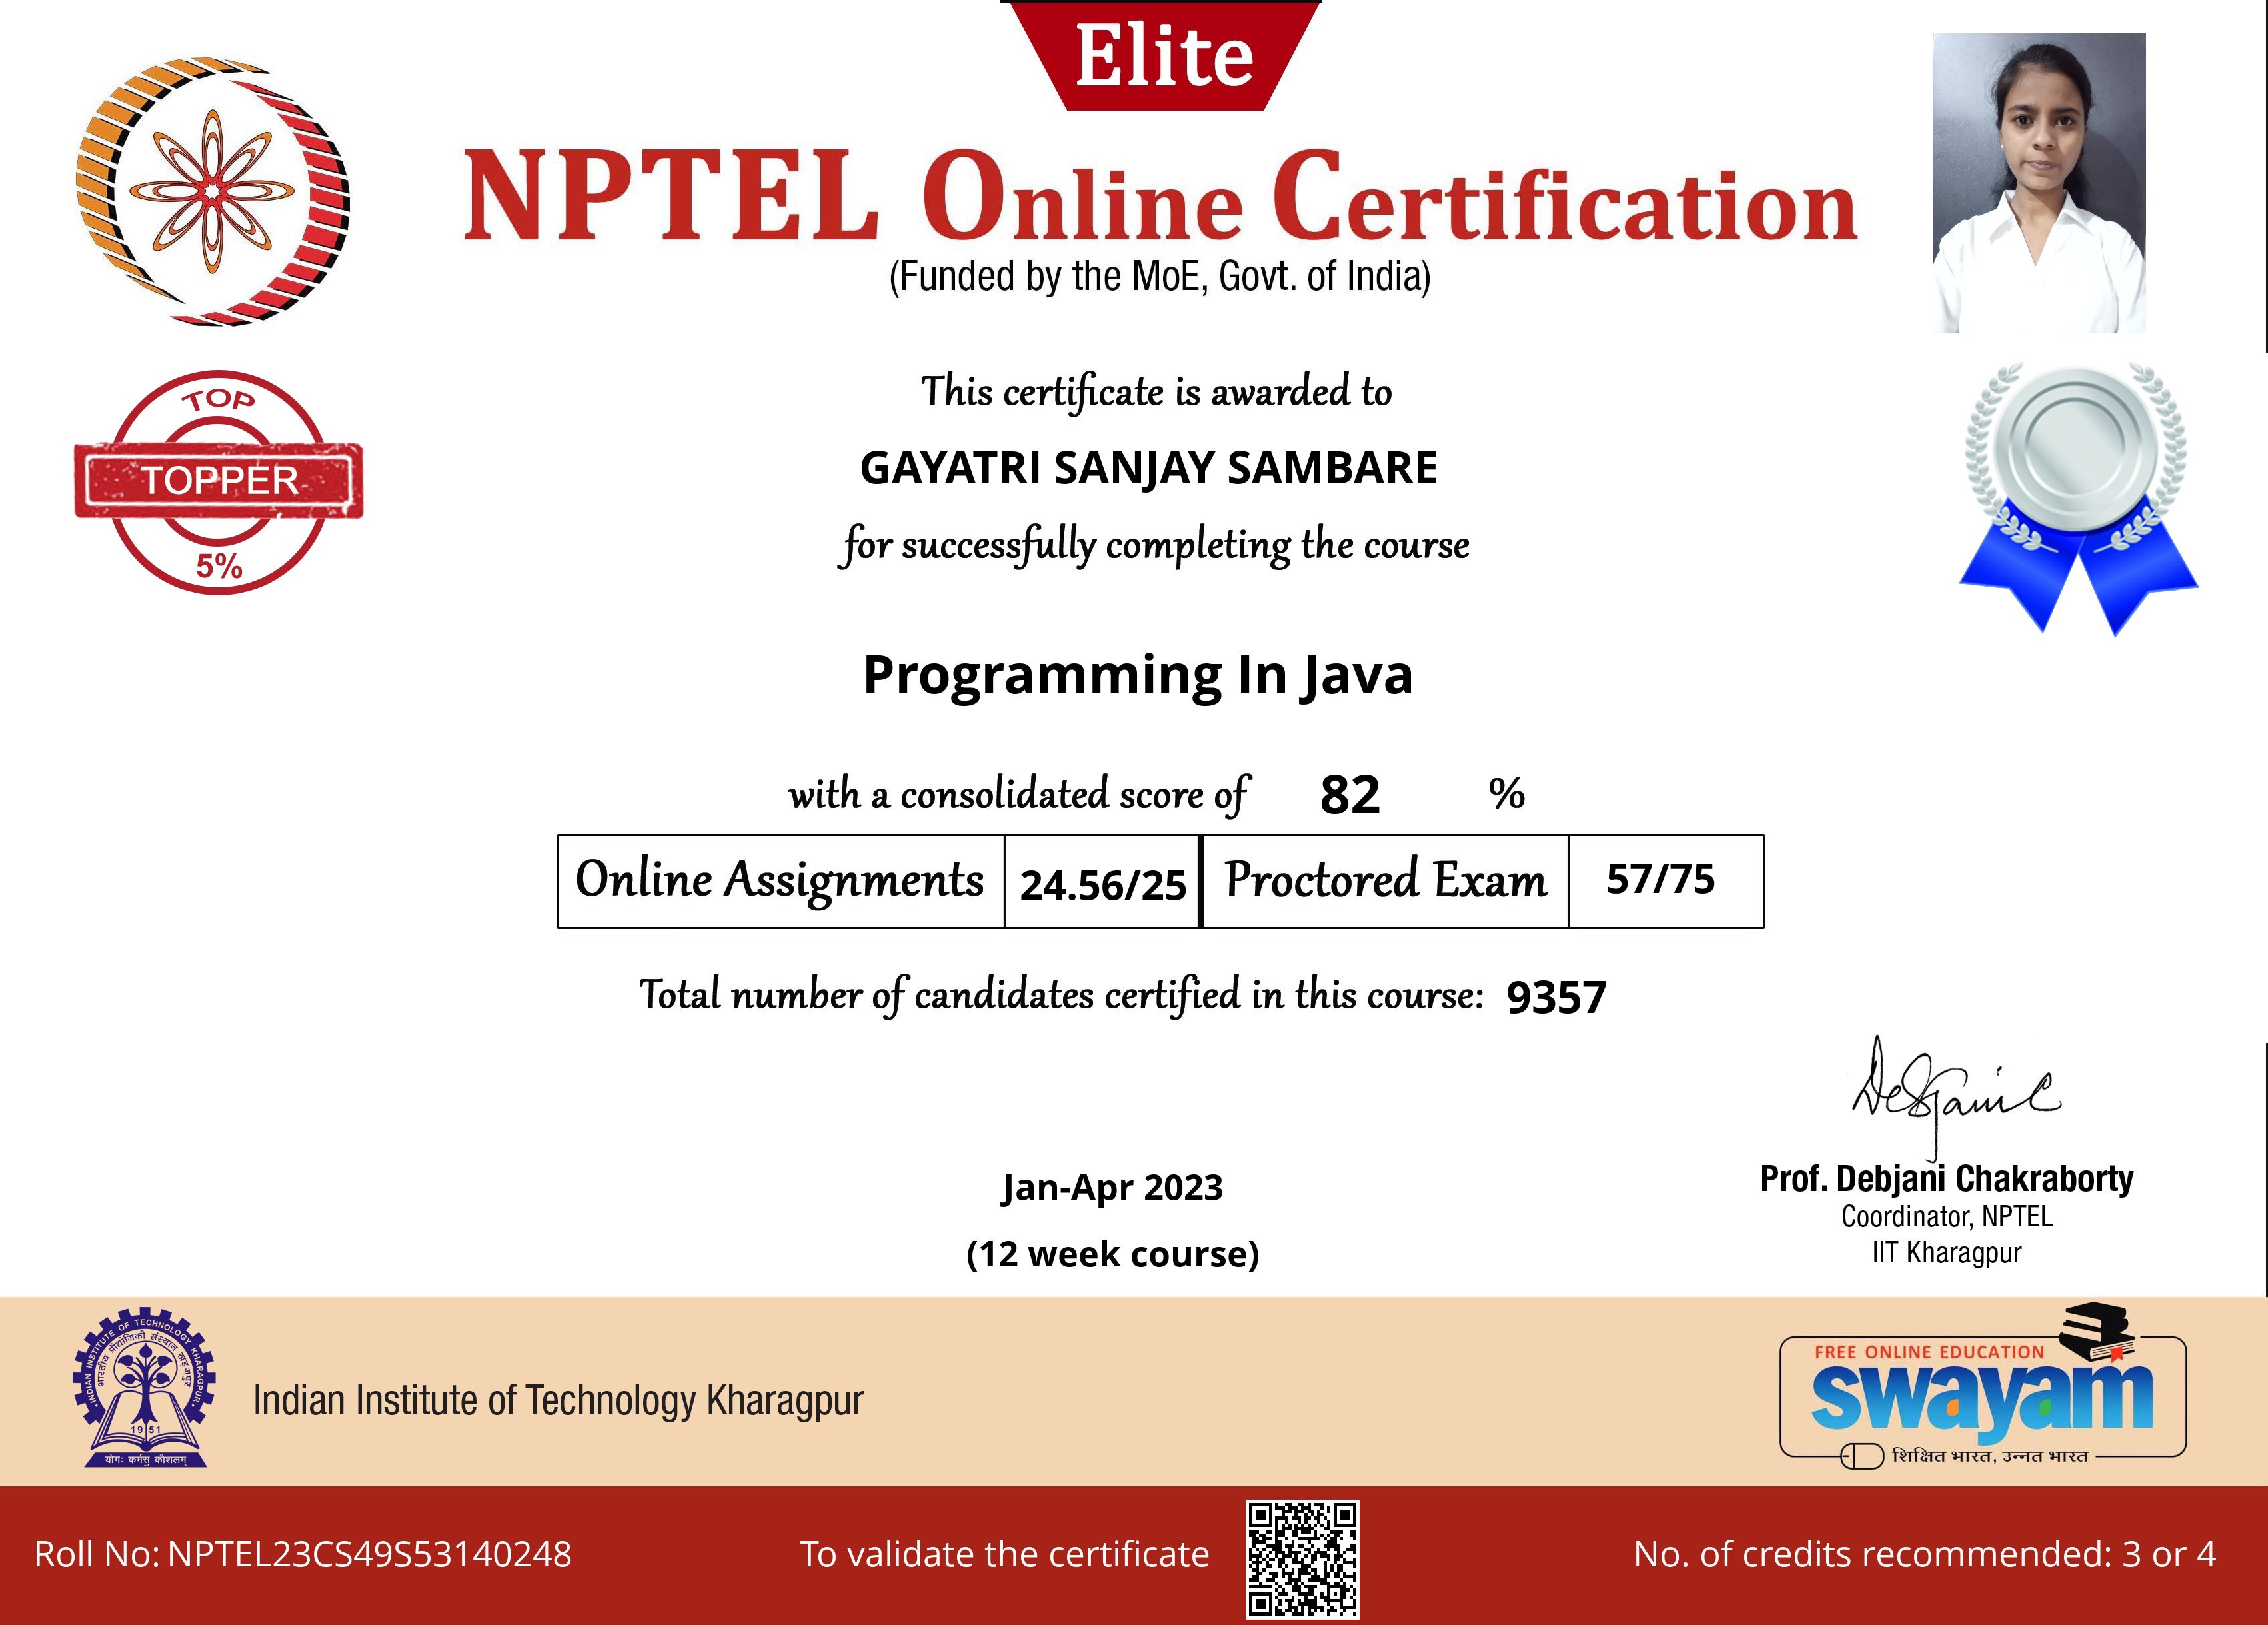 Elite
NPTEL Online Certification
(Funded by the MoE, Govt. of India)
TOP
TOPPER
5%
This certificate is awarded to
GAYATRI SANJAY SAMBARE
for successfully completing the course
Programming In Java
with a consolidated score of 82 %
Online Assignments 24.56/25 Proctored Exam 57/75
Total number of candidates certified in this course: 9357
Debjani C
Prof. Debjani Chakraborty
Coordinator, NPTEL
IIT Kharagpur
Jan-Apr 2023
(12 week course)
INDIAN INSTITUTE OF TECHNOLOGY KHARAGPUR
भारतीय प्रौद्योगिकी संस्थान खड़गपुर
1951
योगः कर्मसु कौशलम्
Indian Institute of Technology Kharagpur
FREE ONLINE EDUCATION
swayam
शिक्षित भारत, उन्नत भारत
Roll No: NPTEL23CS49S53140248
To validate the certificate
No. of credits recommended: 3 or 4